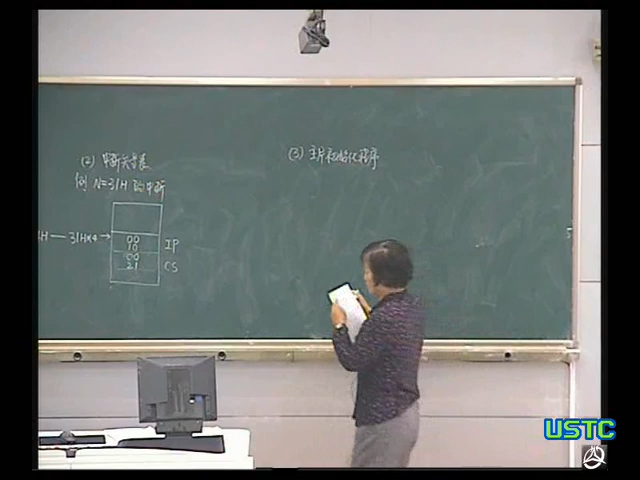 (2) 中断矢量表
例 N=31H 的中断
H — 31H×4 →
00
10
IP
00
21
CS
(3) 主片初始化程序
USTC